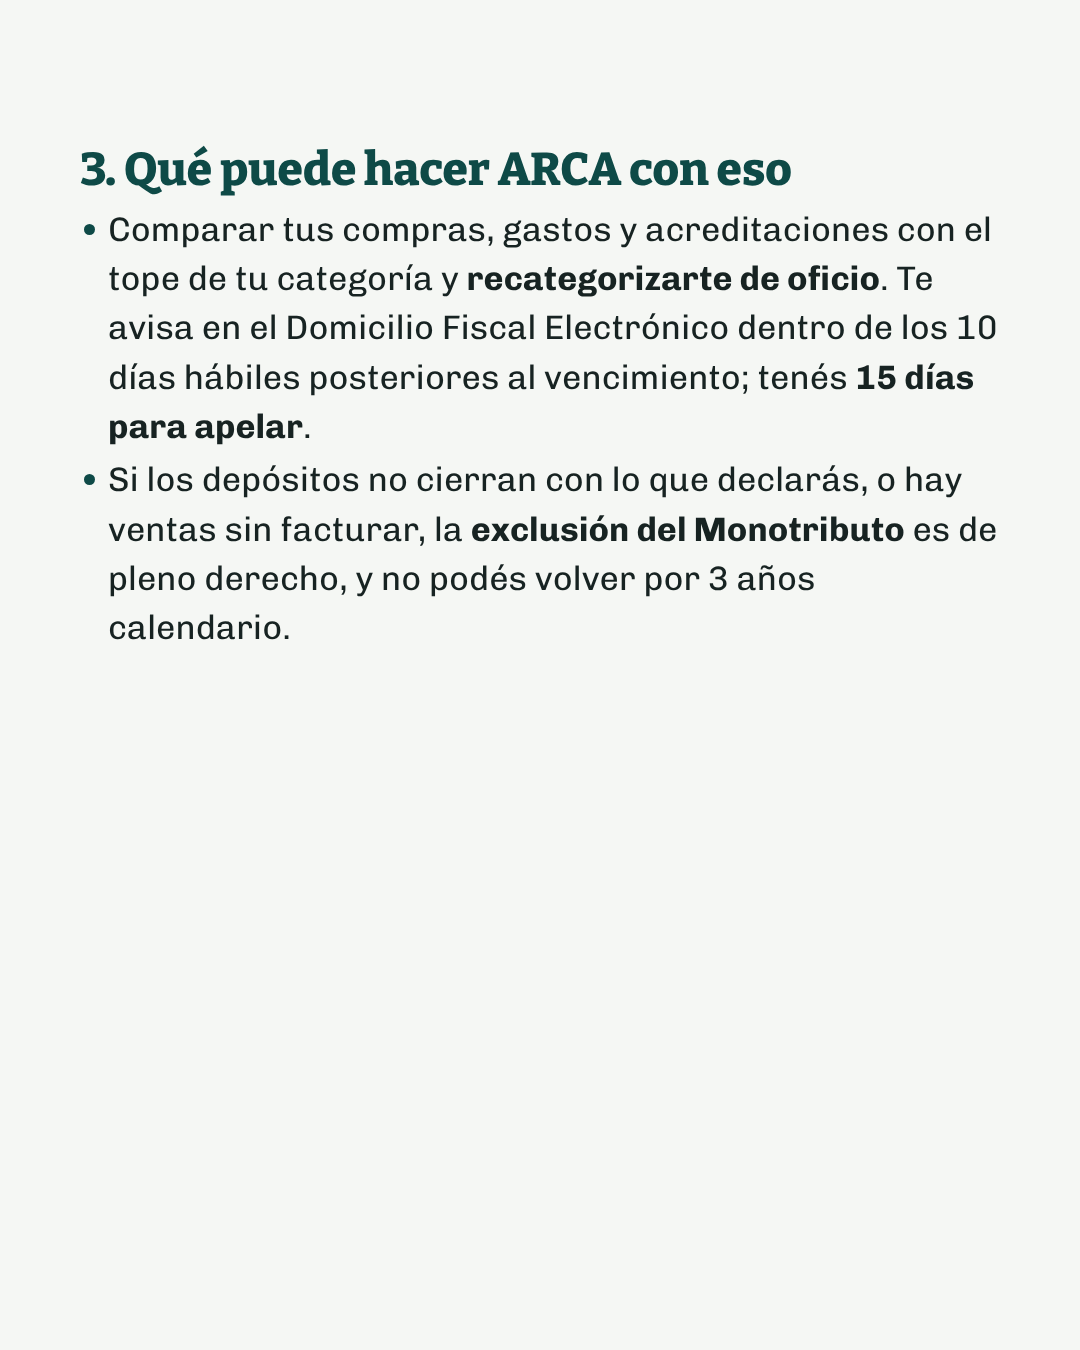 3. Qué puede hacer ARCA con eso
• Comparar tus compras, gastos y acreditaciones con el
tope de tu categoría y recategorizarte de oficio. Te
avisa en el Domicilio Fiscal Electrónico dentro de los 10
días hábiles posteriores al vencimiento; tenés 15 días
para apelar.
• Si los depósitos no cierran con lo que declarás, o hay
ventas sin facturar, la exclusión del Monotributo es de
pleno derecho, y no podés volver por 3 años
calendario.